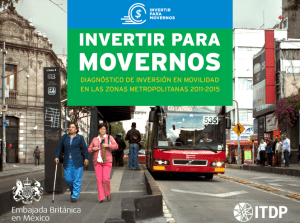 INVERTIR
PARA
MOVERNOS
INVERTIR PARA
MOVERNOS
DIAGNÓSTICO DE INVERSIÓN EN MOVILIDAD
EN LAS ZONAS METROPOLITANAS 2011-2015
535
Embajada Británica
en México
ITDP